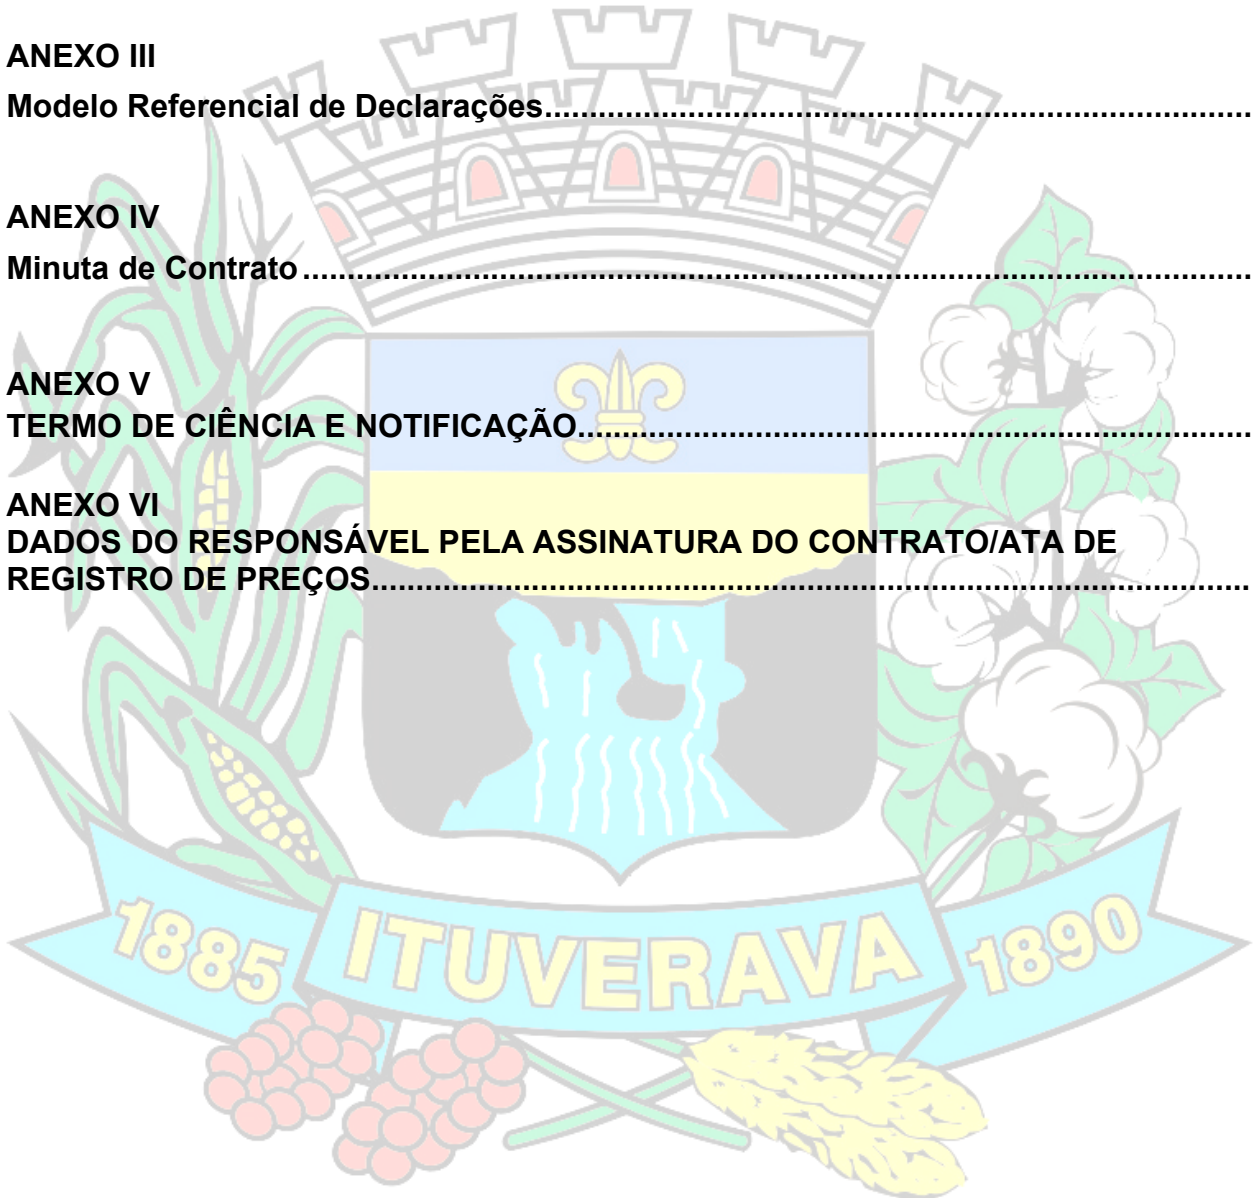 ANEXO III
Modelo Referencial de Declarações........................................................................................
ANEXO IV
Minuta de Contrato........................................................................................................................
ANEXO V
TERMO DE CIÊNCIA E NOTIFICAÇÃO....................................................................................
ANEXO VI
DADOS DO RESPONSÁVEL PELA ASSINATURA DO CONTRATO/ATA DE
REGISTRO DE PREÇOS..............................................................................................................
1885 ITUVERAVA 1890